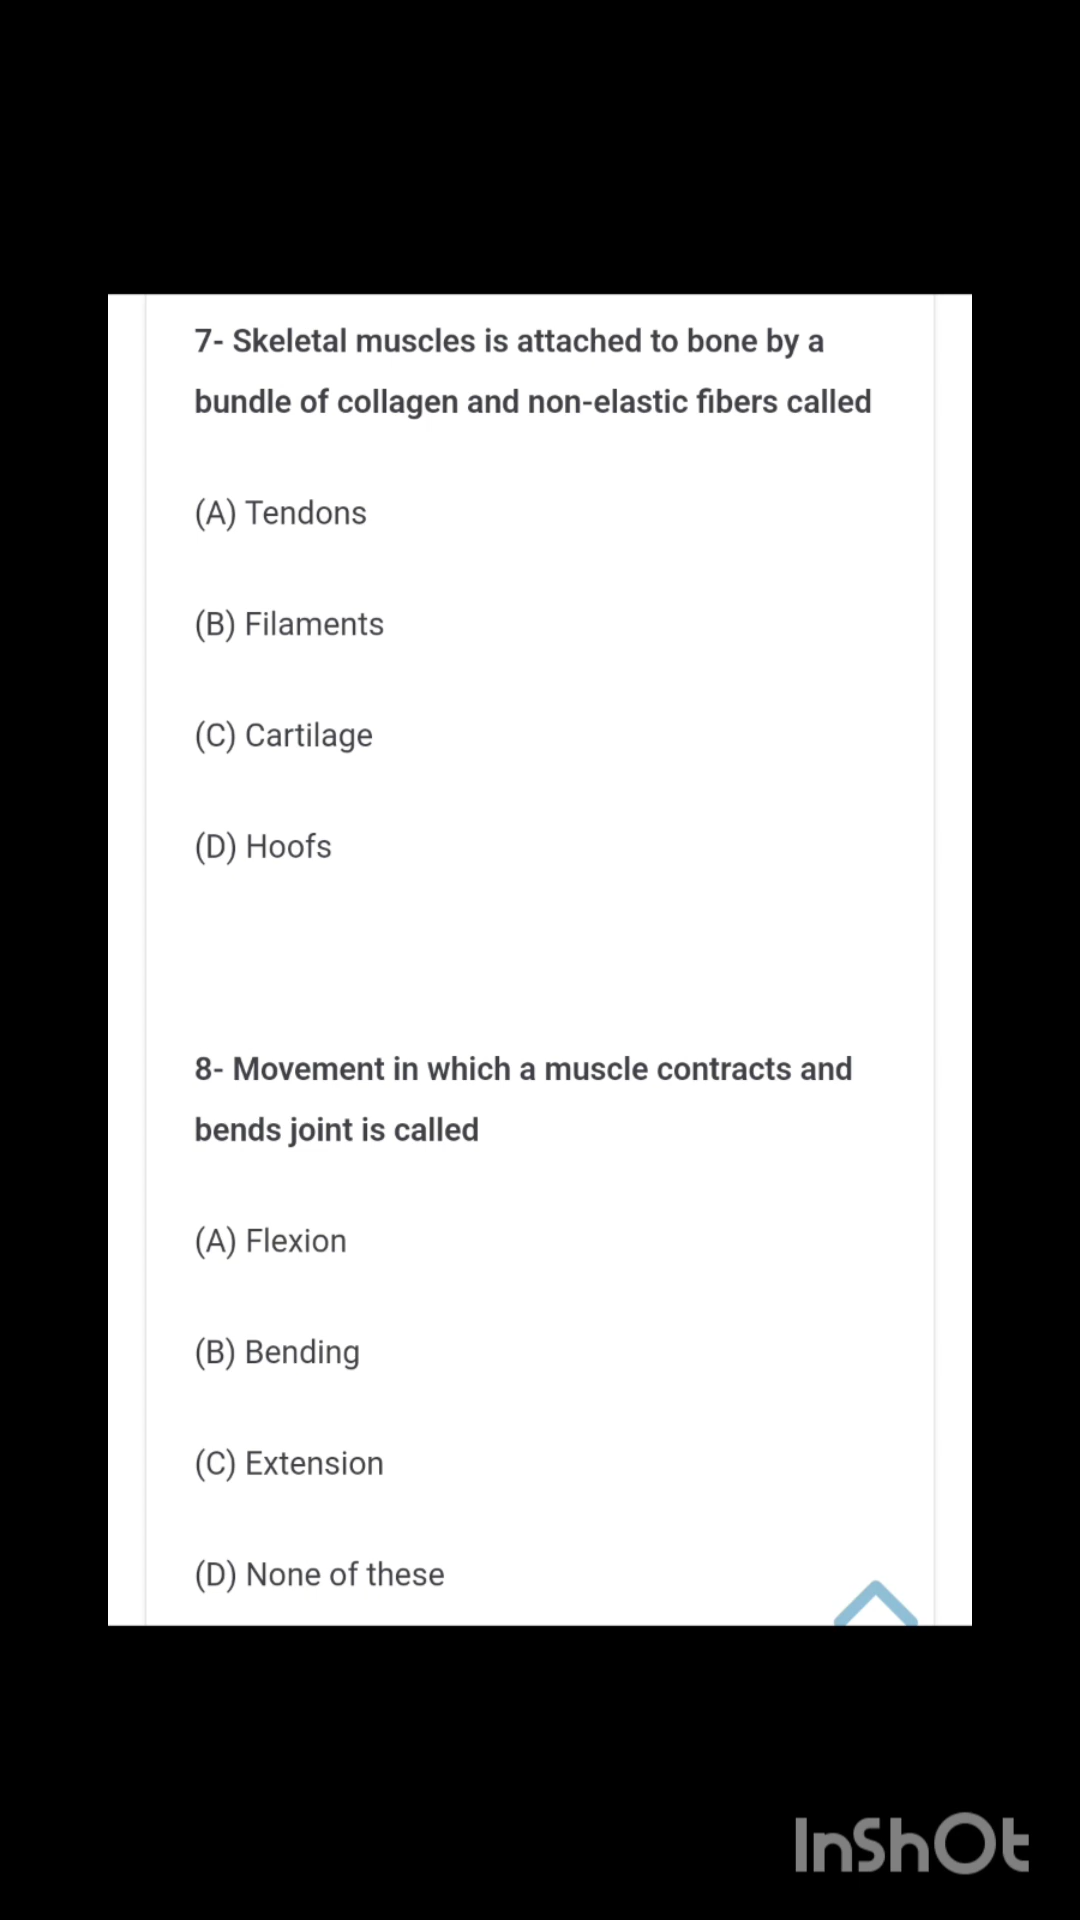 7- Skeletal muscles is attached to bone by a
bundle of collagen and non-elastic fibers called
(A) Tendons
(B) Filaments
(C) Cartilage
(D) Hoofs
8- Movement in which a muscle contracts and
bends joint is called
(A) Flexion
(B) Bending
(C) Extension
(D) None of these
InShOt